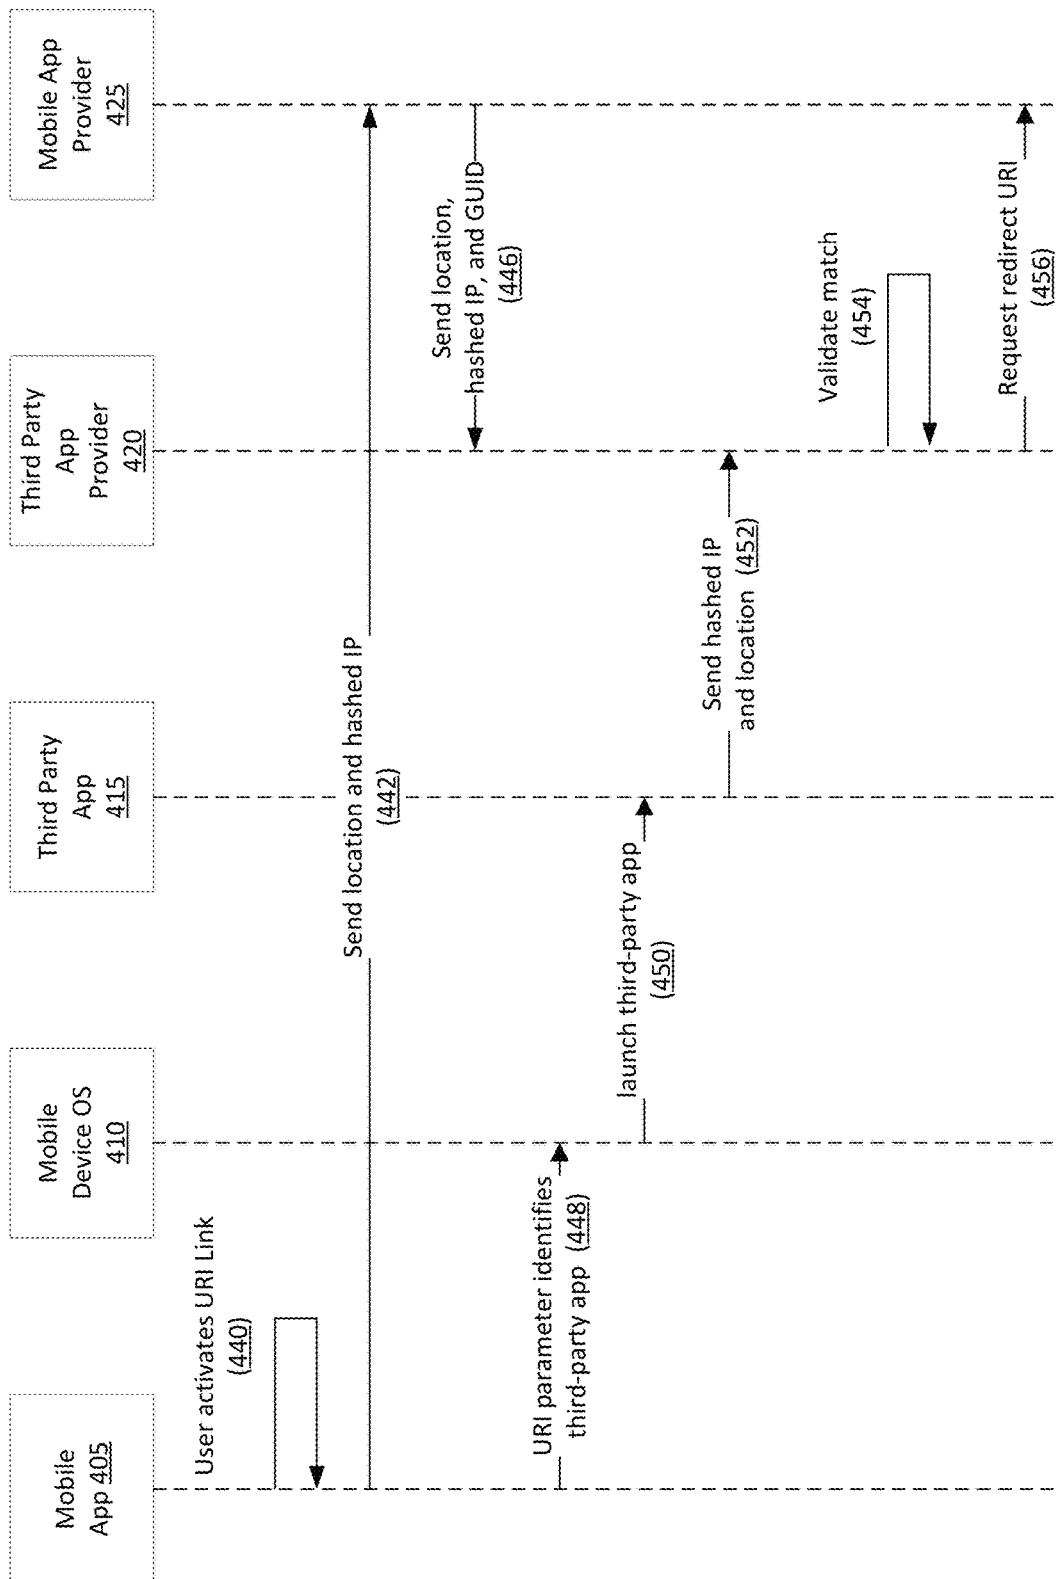 Mobile
App 405
Mobile
Device OS
410
Third Party
App
415
Third Party
App
Provider
420
Mobile App
Provider
425
User activates URI Link
(440)
Send location and hashed IP
(442)
Send location,
hashed IP, and GUID
(446)
URI parameter identifies
third-party app (448)
launch third-party app
(450)
Send hashed IP
and location (452)
Validate match
(454)
Request redirect URI
(456)